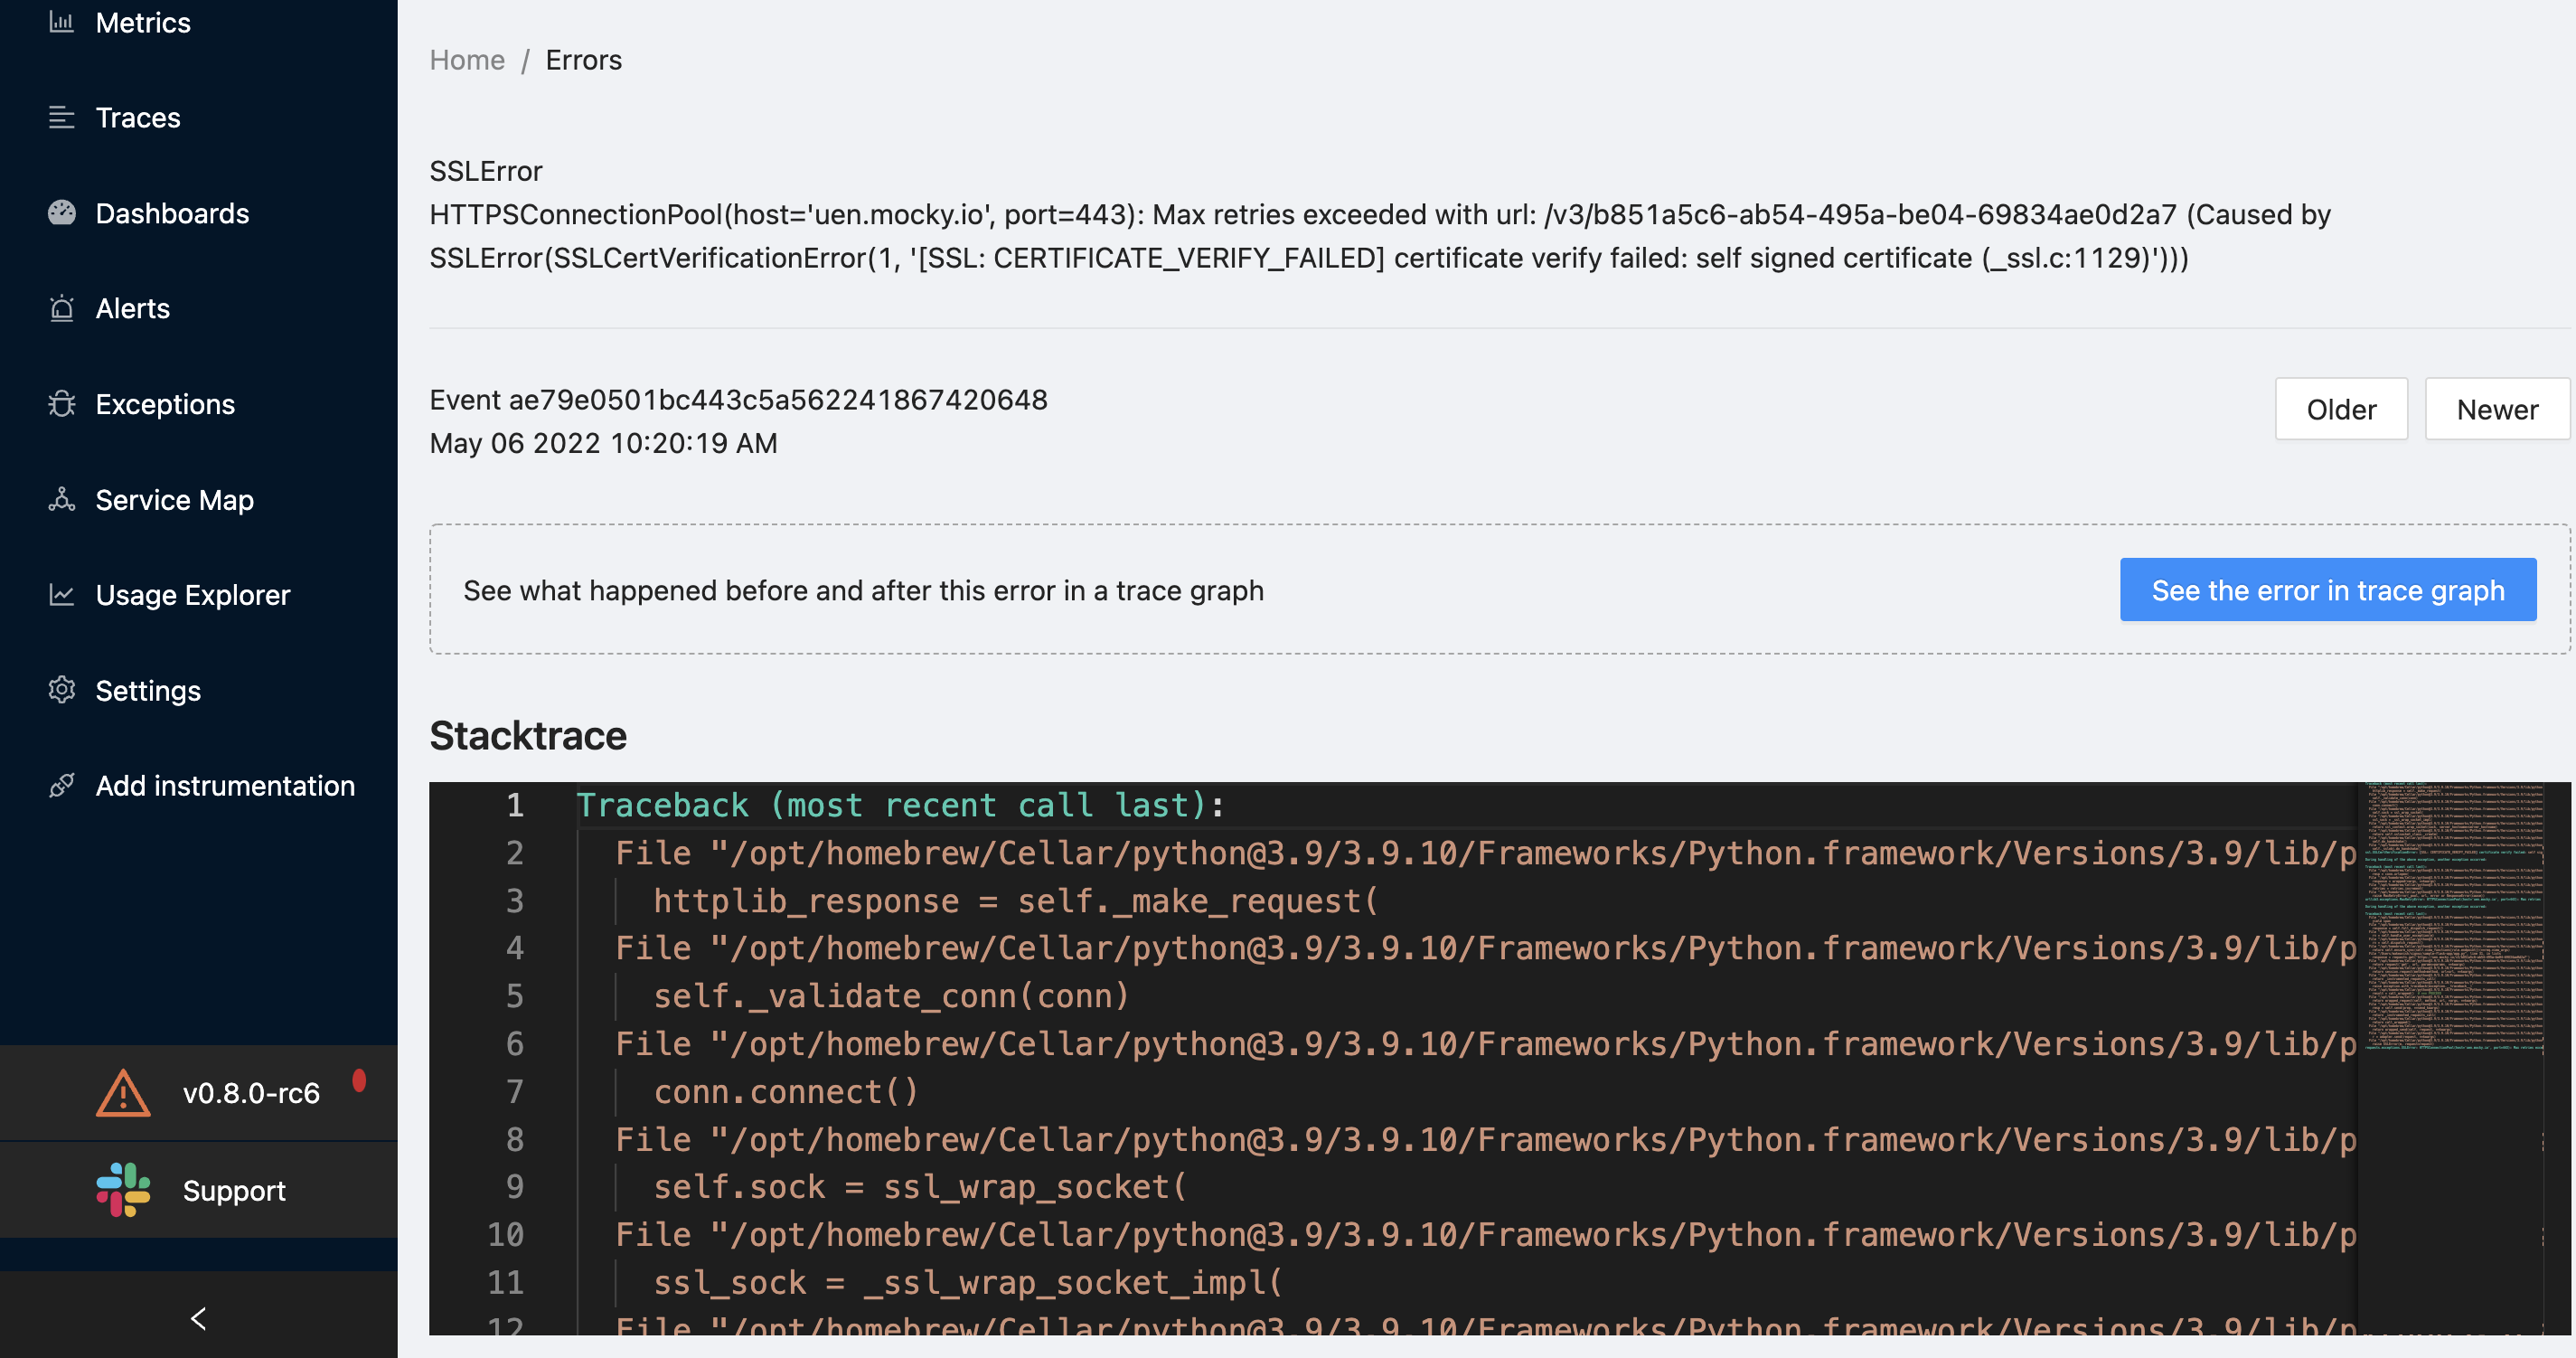 Metrics
Traces
Dashboards
Alerts
Exceptions
Service Map
Usage Explorer
Settings
Add instrumentation
v0.8.0-rc6
Support
Home / Errors
SSLError
HTTPSConnectionPool(host='uen.mocky.io', port=443): Max retries exceeded with url: /v3/b851a5c6-ab54-495a-be04-69834ae0d2a7 (Caused by
SSLError(SSLCertVerificationError(1, '[SSL: CERTIFICATE_VERIFY_FAILED] certificate verify failed: self signed certificate (_ssl.c:1129)')))
Event ae79e0501bc443c5a562241867420648
May 06 2022 10:20:19 AM
Older
Newer
See what happened before and after this error in a trace graph
See the error in trace graph
Stacktrace
1 Traceback (most recent call last):
2 File "/opt/homebrew/Cellar/python@3.9/3.9.10/Frameworks/Python.framework/Versions/3.9/lib/p
3 httplib_response = self._make_request(
4 File "/opt/homebrew/Cellar/python@3.9/3.9.10/Frameworks/Python.framework/Versions/3.9/lib/p
5 self._validate_conn(conn)
6 File "/opt/homebrew/Cellar/python@3.9/3.9.10/Frameworks/Python.framework/Versions/3.9/lib/p
7 conn.connect()
8 File "/opt/homebrew/Cellar/python@3.9/3.9.10/Frameworks/Python.framework/Versions/3.9/lib/p
9 self.sock = ssl_wrap_socket(
10 File "/opt/homebrew/Cellar/python@3.9/3.9.10/Frameworks/Python.framework/Versions/3.9/lib/p
11 ssl_sock = _ssl_wrap_socket_impl(
12 File "/opt/homebrew/Cellar/python@3.9/3.9.10/Frameworks/Python.framework/Versions/3.9/lib/p